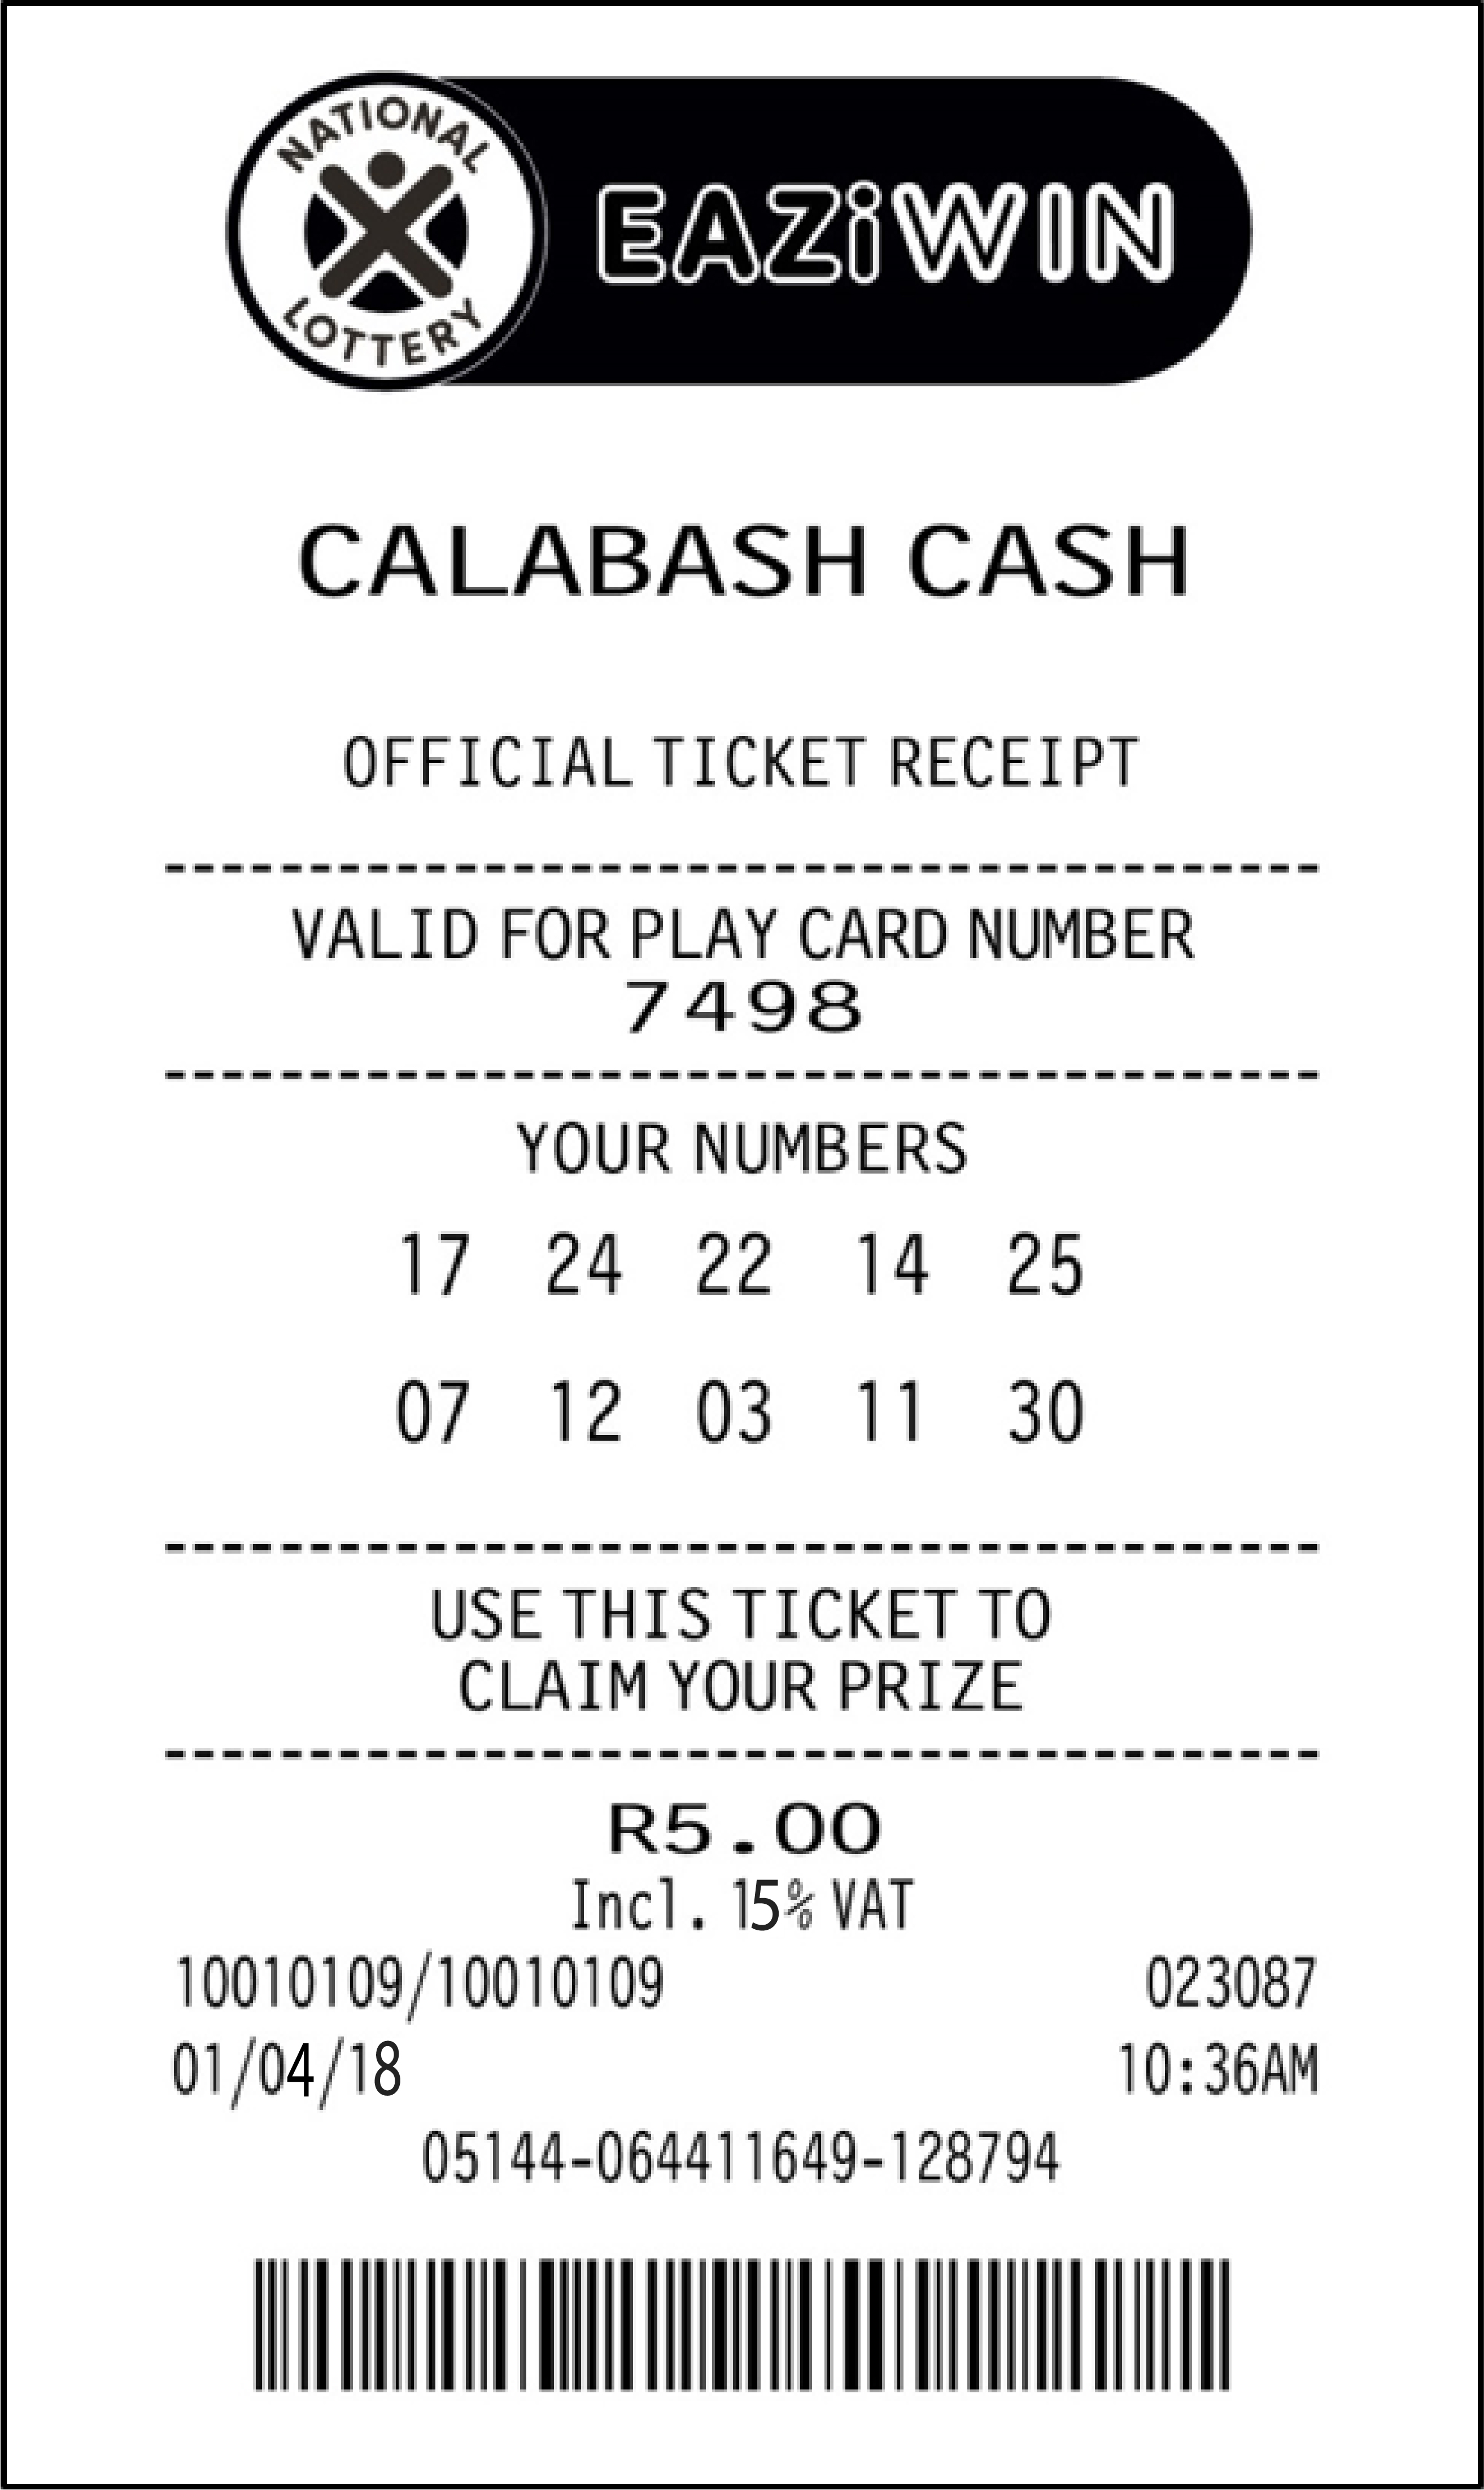 NATIONAL
LOTTERY
EAZiWIN
CALABASH CASH
OFFICIAL TICKET RECEIPT
VALID FOR PLAY CARD NUMBER
7498
YOUR NUMBERS
17 24 22 14 25
07 12 03 11 30
USE THIS TICKET TO
CLAIM YOUR PRIZE
R5.00
Incl. 15% VAT
10010109/10010109 023087
01/04/18 10:36AM
05144-064411649-128794